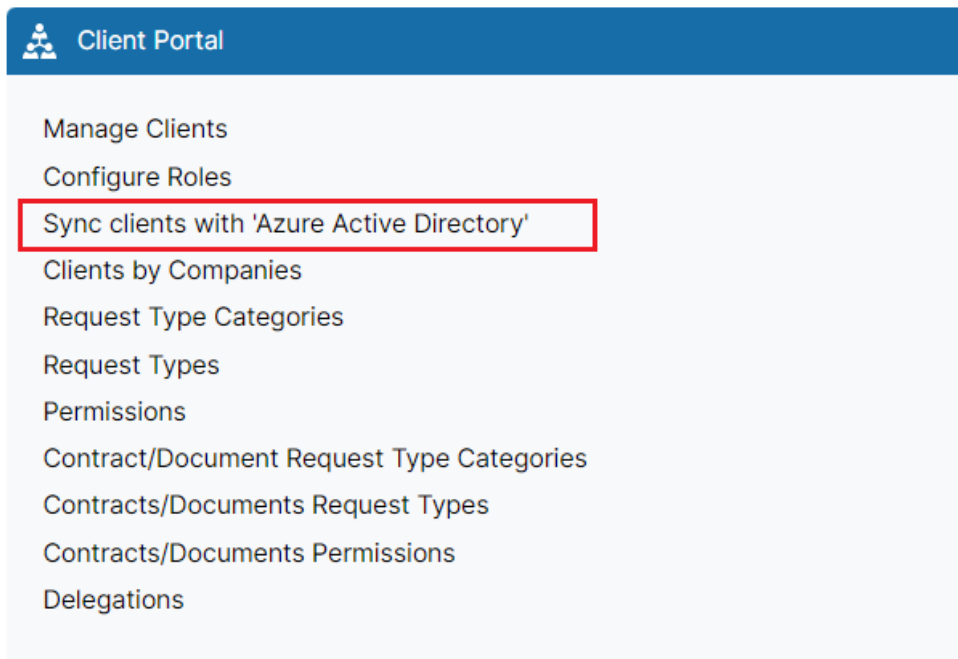 Client Portal
Manage Clients
Configure Roles
Sync clients with 'Azure Active Directory'
Clients by Companies
Request Type Categories
Request Types
Permissions
Contract/Document Request Type Categories
Contracts/Documents Request Types
Contracts/Documents Permissions
Delegations